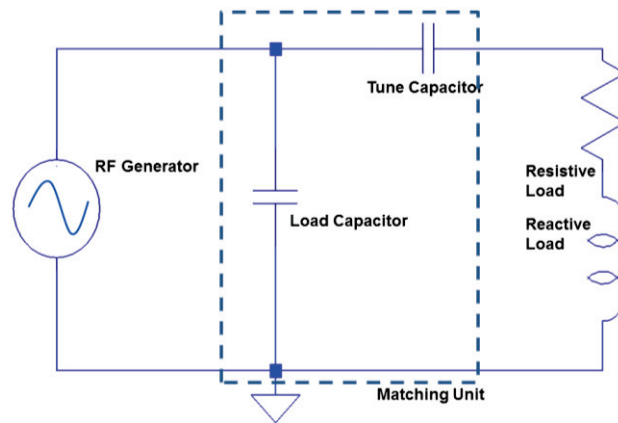 Tune Capacitor
RF Generator
Resistive
Load
Load Capacitor
Reactive
Load
Matching Unit